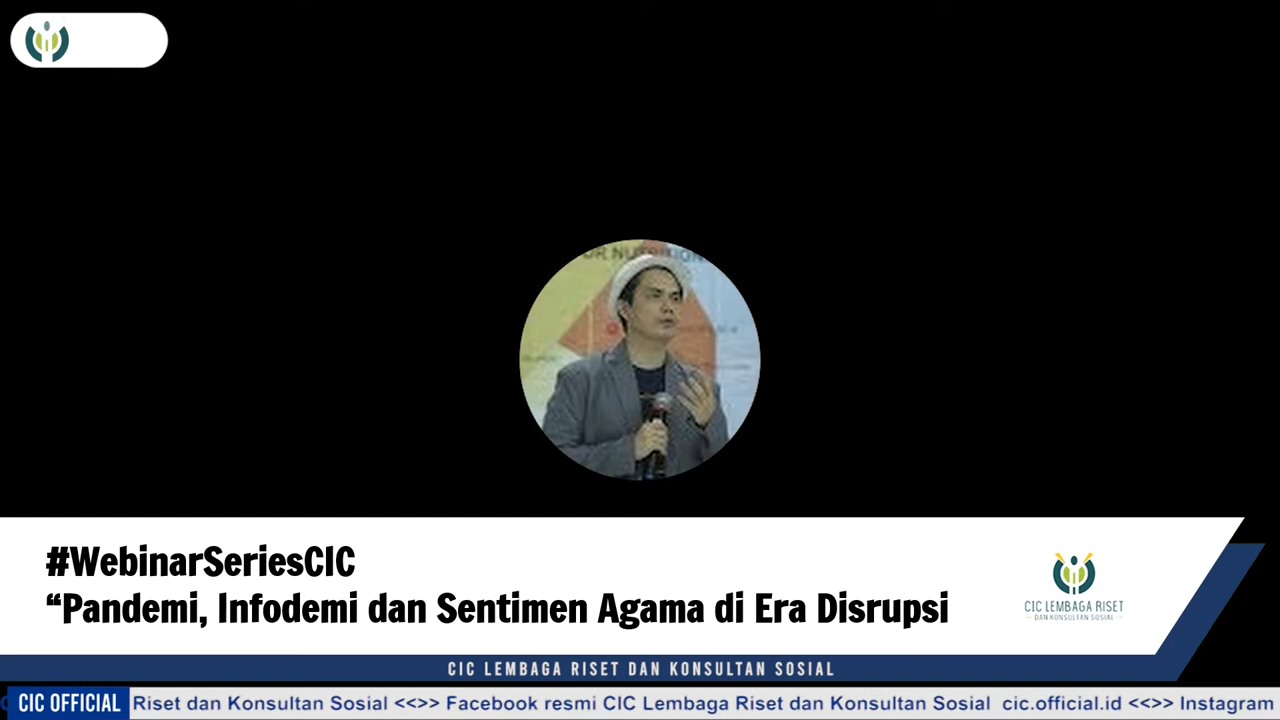 OR NUTRITION
#WebinarSeriesCIC
“Pandemi, Infodemi dan Sentimen Agama di Era Disrupsi
CIC LEMBAGA RISET
DAN KONSULTAN SOSIAL
CIC LEMBAGA RISET DAN KONSULTAN SOSIAL
CIC OFFICIAL
Riset dan Konsultan Sosial <<>> Facebook resmi CIC Lembaga Riset dan Konsultan Sosial cic.official.id <<>> Instagram